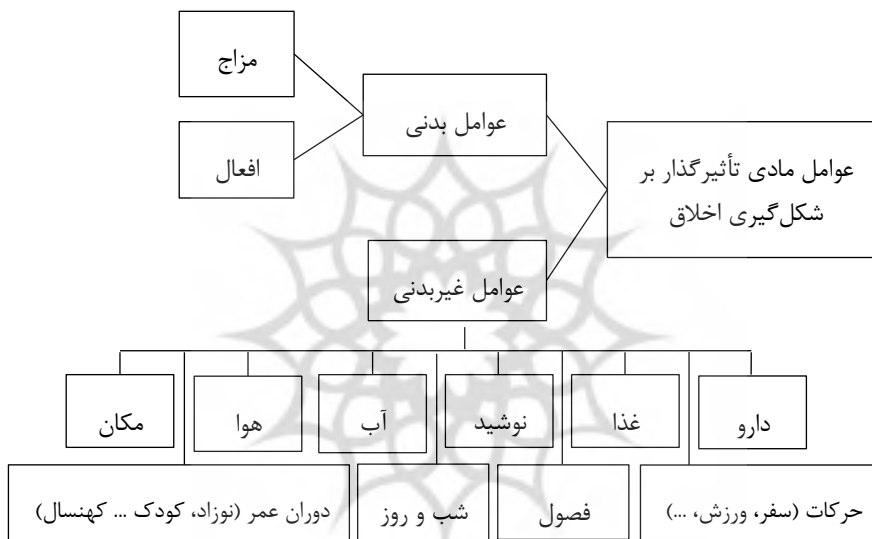 عوامل مادی تأثیرگذار بر
شکل‌گیری اخلاق
عوامل بدنی
مزاج
افعال
عوامل غیربدنی
دارو
غذا
نوشید
آب
هوا
مکان
حرکات (سفر، ورزش، ...)
فصول
شب و روز
دوران عمر (نوزاد، کودک ... کهنسال)